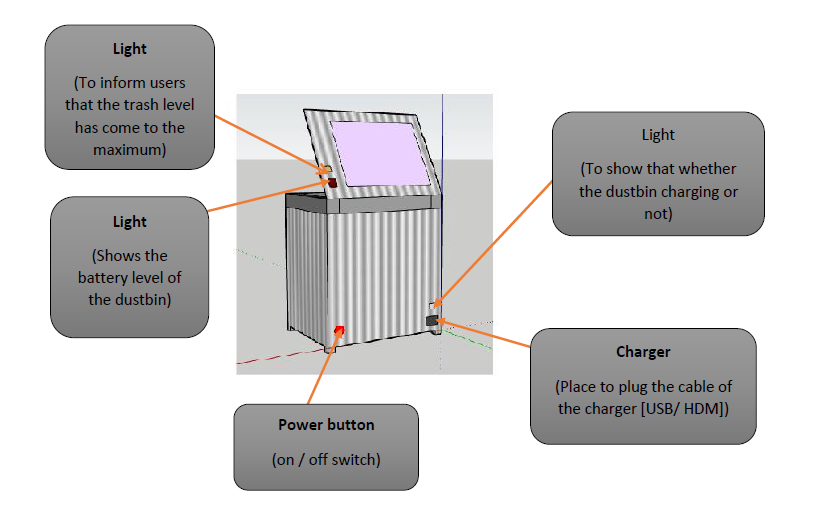 Light
(To inform users
that the trash level
has come to the
maximum)
Light
(Shows the
battery level of
the dustbin)
Power button
(on / off switch)
Light
(To show that whether
the dustbin charging or
not)
Charger
(Place to plug the cable of
the charger [USB/ HDM])